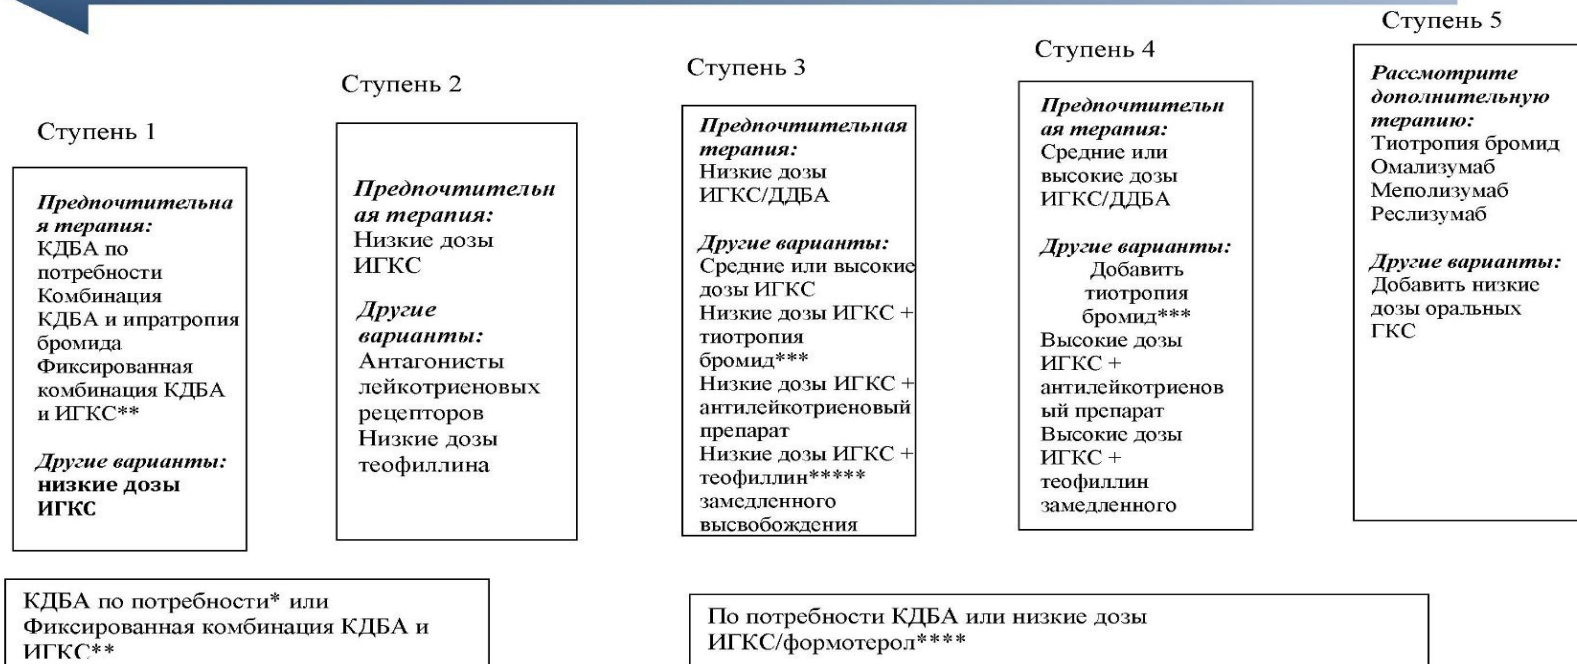 Ступень 1
Предпочтительна
я терапия:
КДБА по
потребности
Комбинация
КДБА и ипратропия
бромида
Фиксированная
комбинация КДБА
и ИГКС**
Другие варианты:
низкие дозы
ИГКС
Ступень 2
Предпочтительн
ая терапия:
Низкие дозы
ИГКС
Другие
варианты:
Антагонисты
лейкотриеновых
рецепторов
Низкие дозы
теофиллина
Ступень 3
Предпочтительная
терапия:
Низкие дозы
ИГКС/ДДБА
Другие варианты:
Средние или высокие
дозы ИГКС
Низкие дозы ИГКС +
тиотропия
бромид***
Низкие дозы ИГКС +
антилейкотриеновый
препарат
Низкие дозы ИГКС +
теофиллин*****
замедленного
высвобождения
Ступень 4
Предпочтительн
ая терапия:
Средние или
высокие дозы
ИГКС/ДДБА
Другие варианты:
Добавить
тиотропия
бромид***
Высокие дозы
ИГКС +
антилейкотриенов
ый препарат
Высокие дозы
ИГКС +
теофиллин
замедленного
Ступень 5
Рассмотрите
дополнительную
терапию:
Тиотропия бромид
Омализумаб
Меполизумаб
Реслизумаб
Другие варианты:
Добавить низкие
дозы оральных
ГКС
КДБА по потребности* или
Фиксированная комбинация КДБА и
ИГКС**
По потребности КДБА или низкие дозы
ИГКС/формотерол****